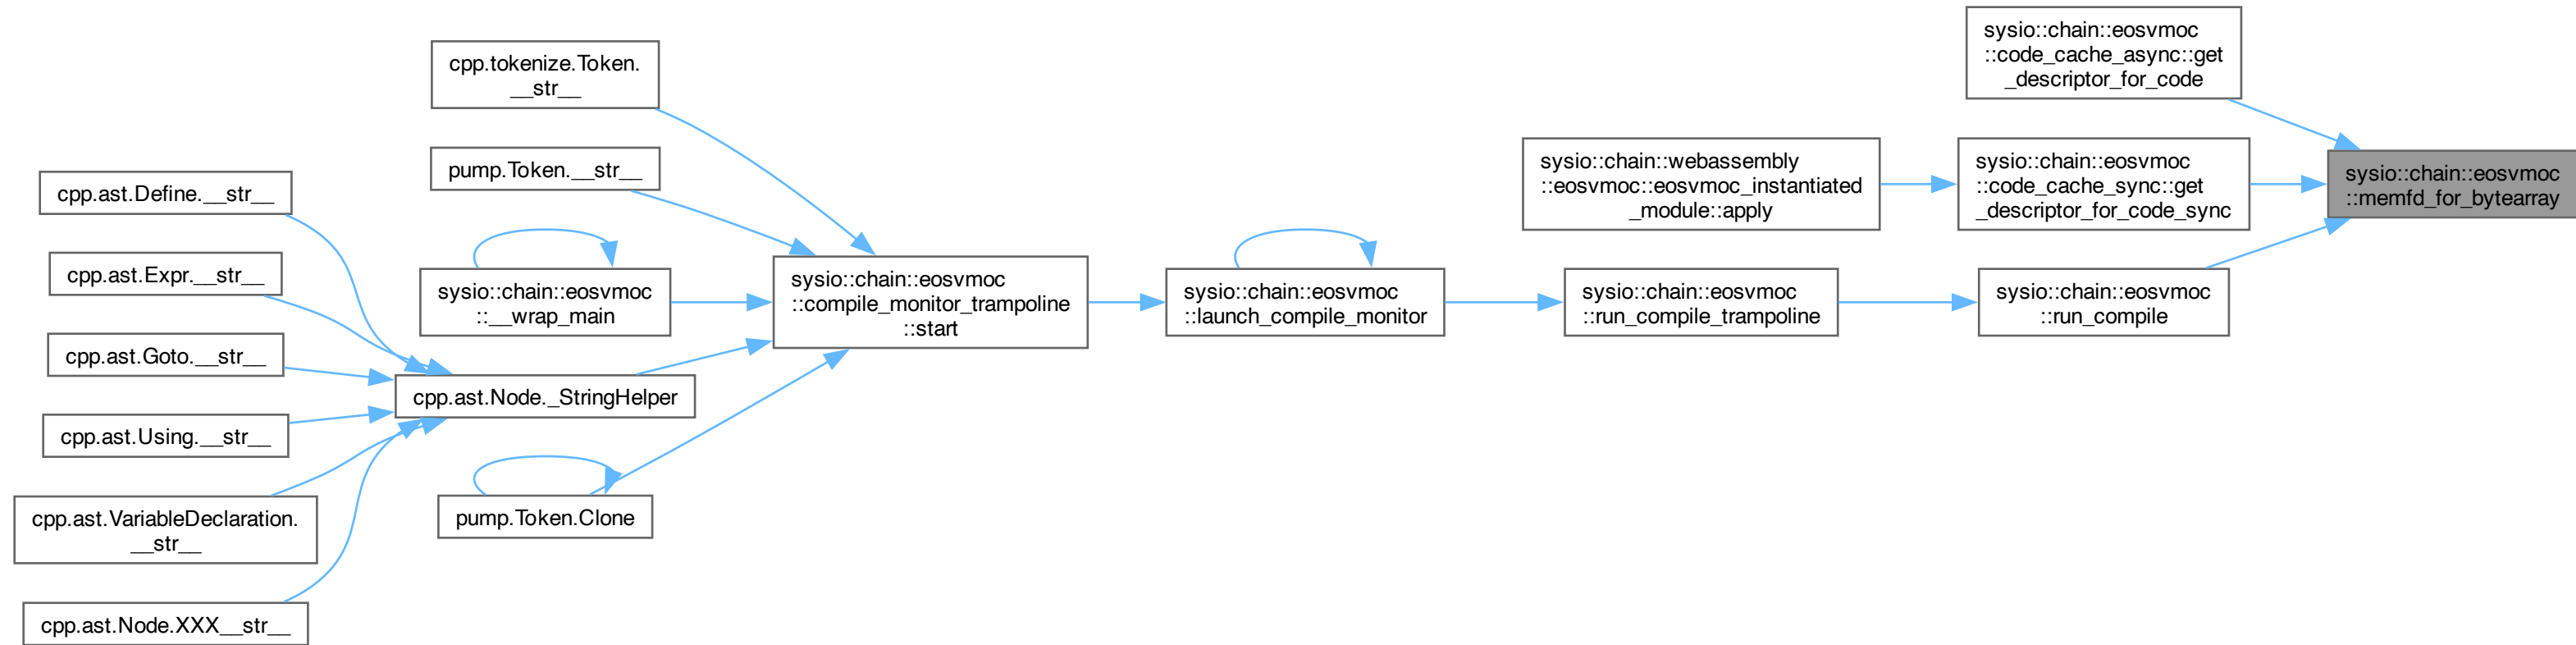 cpp.ast.Define.__str__
cpp.ast.Expr.__str__
cpp.ast.Goto.__str__
cpp.ast.Using.__str__
cpp.ast.VariableDeclaration.
__str__
cpp.ast.Node.XXX__str__
cpp.tokenize.Token.
__str__
pump.Token.__str__
sysio::chain::eosvmoc
::__wrap_main
cpp.ast.Node._StringHelper
pump.Token.Clone
sysio::chain::eosvmoc
::compile_monitor_trampoline
::start
sysio::chain::eosvmoc
::launch_compile_monitor
sysio::chain::webassembly
::eosvmoc::eosvmoc_instantiated
_module::apply
sysio::chain::eosvmoc
::run_compile_trampoline
sysio::chain::eosvmoc
::code_cache_async::get
_descriptor_for_code
sysio::chain::eosvmoc
::code_cache_sync::get
_descriptor_for_code_sync
sysio::chain::eosvmoc
::run_compile
sysio::chain::eosvmoc
::memfd_for_bytearray